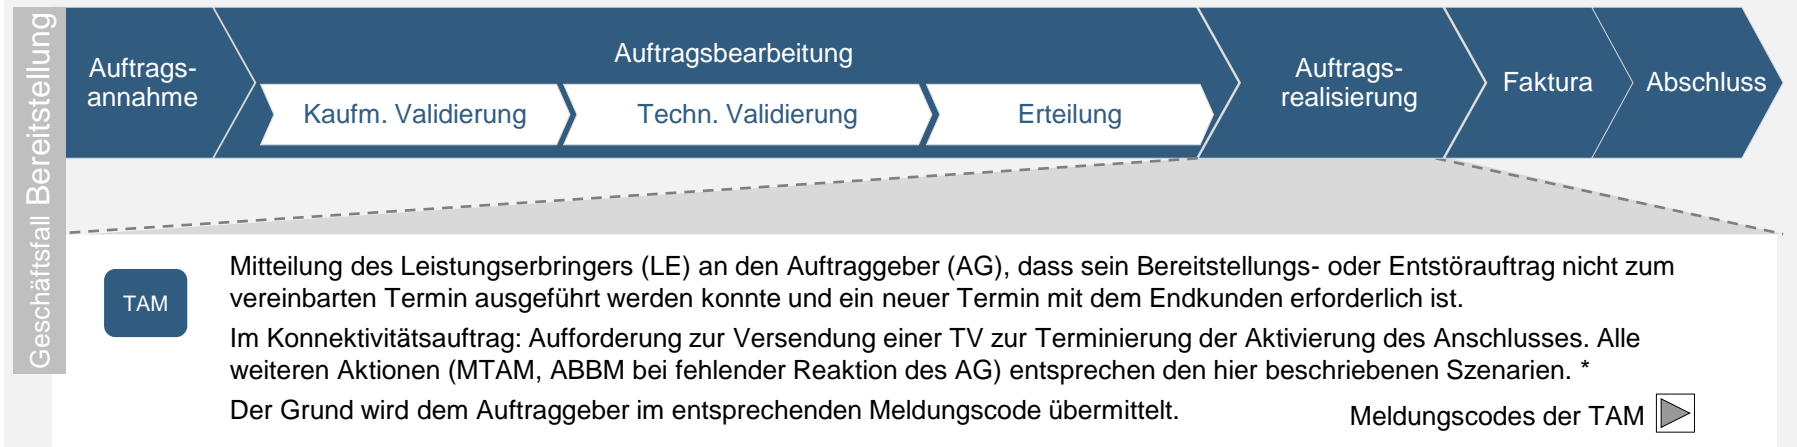 Geschäftsfall Bereitstellung
Auftrags-
annahme
Auftragsbearbeitung
Kaufm. Validierung
Techn. Validierung
Erteilung
Auftrags-
realisierung
Faktura
Abschluss
TAM
Mitteilung des Leistungserbringers (LE) an den Auftraggeber (AG), dass sein Bereitstellungs- oder Entstörauftrag nicht zum
vereinbarten Termin ausgeführt werden konnte und ein neuer Termin mit dem Endkunden erforderlich ist.
Im Konnektivitätsauftrag: Aufforderung zur Versendung einer TV zur Terminierung der Aktivierung des Anschlusses. Alle
weiteren Aktionen (MTAM, ABBM bei fehlender Reaktion des AG) entsprechen den hier beschriebenen Szenarien. *
Der Grund wird dem Auftraggeber im entsprechenden Meldungscode übermittelt.
Meldungscodes der TAM